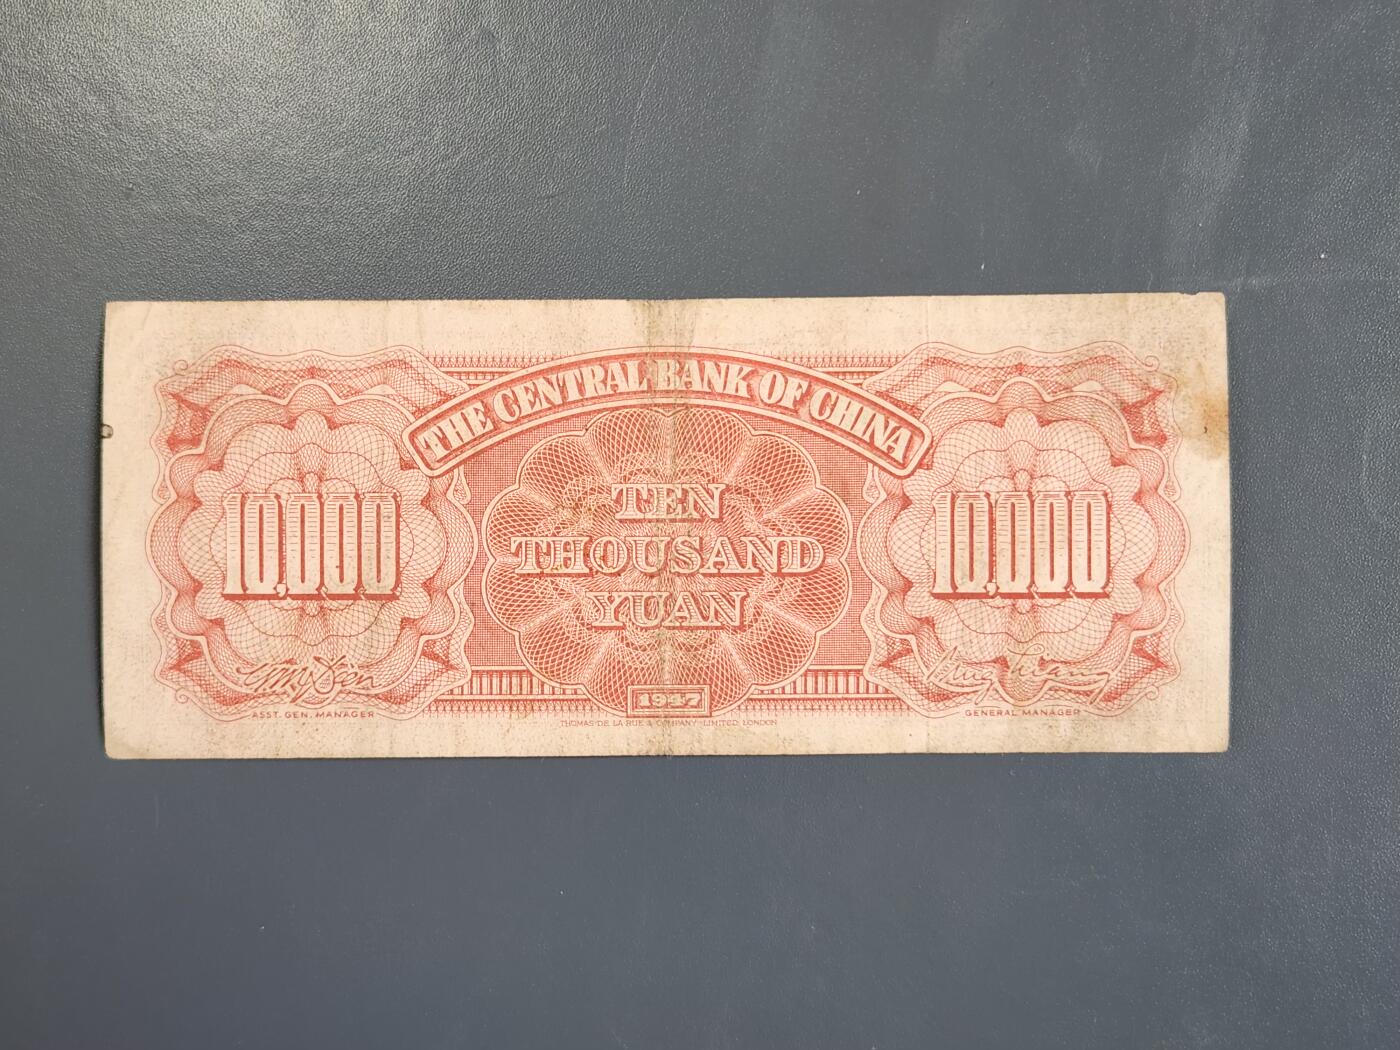 THE CENTRAL BANK OF CHINA
10,000
TEN
THOUSAND
YUAN
10,000
1947
ASST. GEN. MANAGER
GENERAL MANAGER
THOMAS DE LA RUE & COMPANY LIMITED LONDON